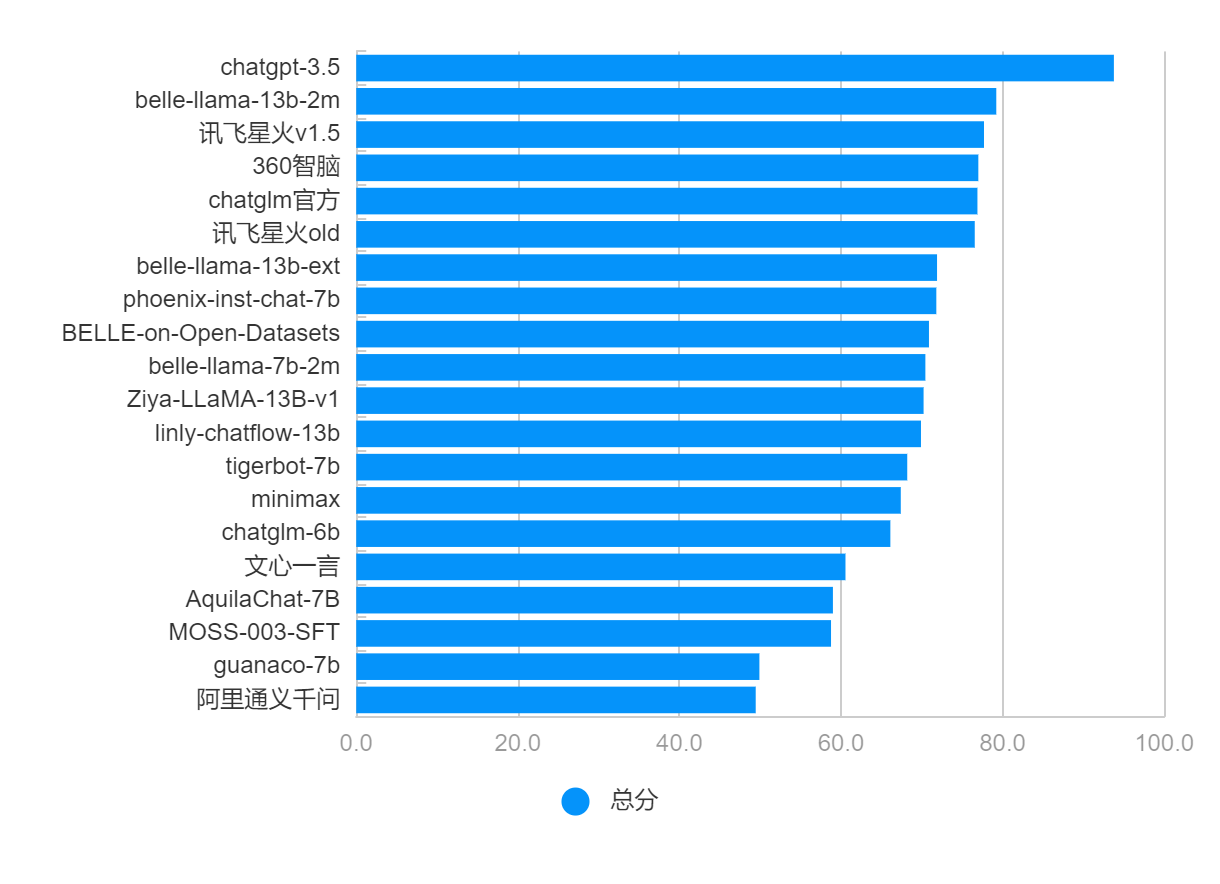 chatgpt-3.5
belle-llama-13b-2m
讯飞星火v1.5
360智脑
chatglm官方
讯飞星火old
belle-llama-13b-ext
phoenix-inst-chat-7b
BELLE-on-Open-Datasets
belle-llama-7b-2m
Ziya-LLaMA-13B-v1
linly-chatflow-13b
tigerbot-7b
minimax
chatglm-6b
文心一言
AquilaChat-7B
MOSS-003-SFT
guanaco-7b
阿里通义千问
0.0 20.0 40.0 60.0 80.0 100.0
总分